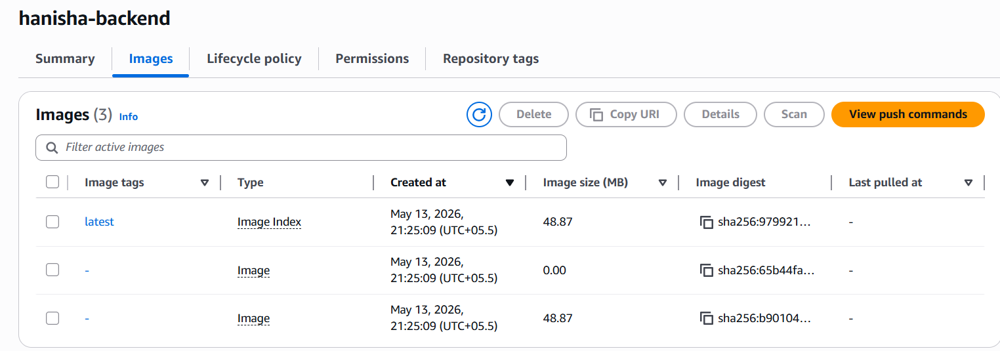 hanisha-backend
Summary Images Lifecycle policy Permissions Repository tags
Images (3) Info Delete Copy URI Details Scan View push commands
Filter active images
Image tags Type Created at Image size (MB) Image digest Last pulled at
latest Image Index May 13, 2026, 48.87 sha256:979921... -
21:25:09 (UTC+05.5)
- Image May 13, 2026, 0.00 sha256:65b44fa... -
21:25:09 (UTC+05.5)
- Image May 13, 2026, 48.87 sha256:b90104... -
21:25:09 (UTC+05.5)